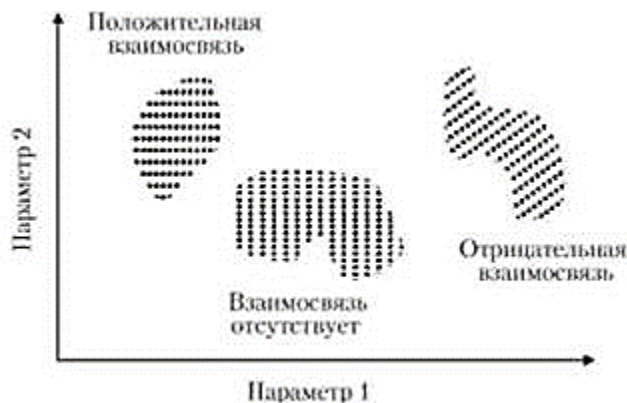 Положительная
взаимосвязь
Параметр 2
Отрицательная
взаимосвязь
Взаимосвязь
отсутствует
Параметр 1